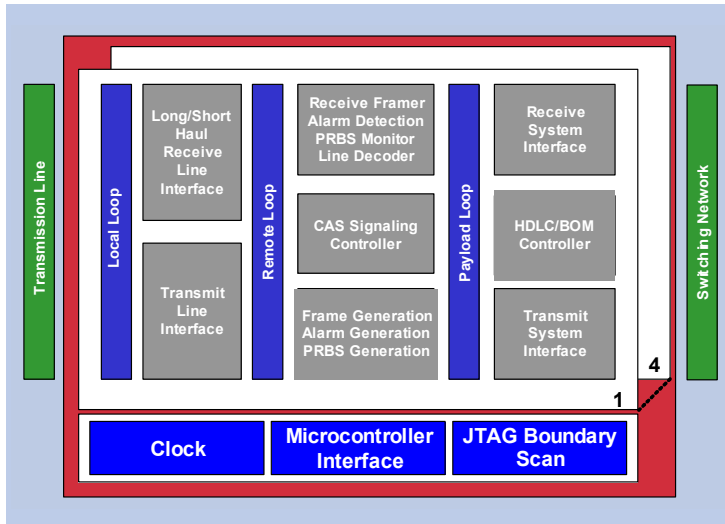 Transmission Line
Local Loop
Long/Short
Haul
Receive
Line
Interface
Transmit
Line
Interface
Remote Loop
Receive Framer
Alarm Detection
PRBS Monitor
Line Decoder
CAS Signaling
Controller
Frame Generation
Alarm Generation
PRBS Generation
Payload Loop
Receive
System
Interface
HDLC/BOM
Controller
Transmit
System
Interface
Switching Network
4
1
Clock
Microcontroller
Interface
JTAG Boundary
Scan